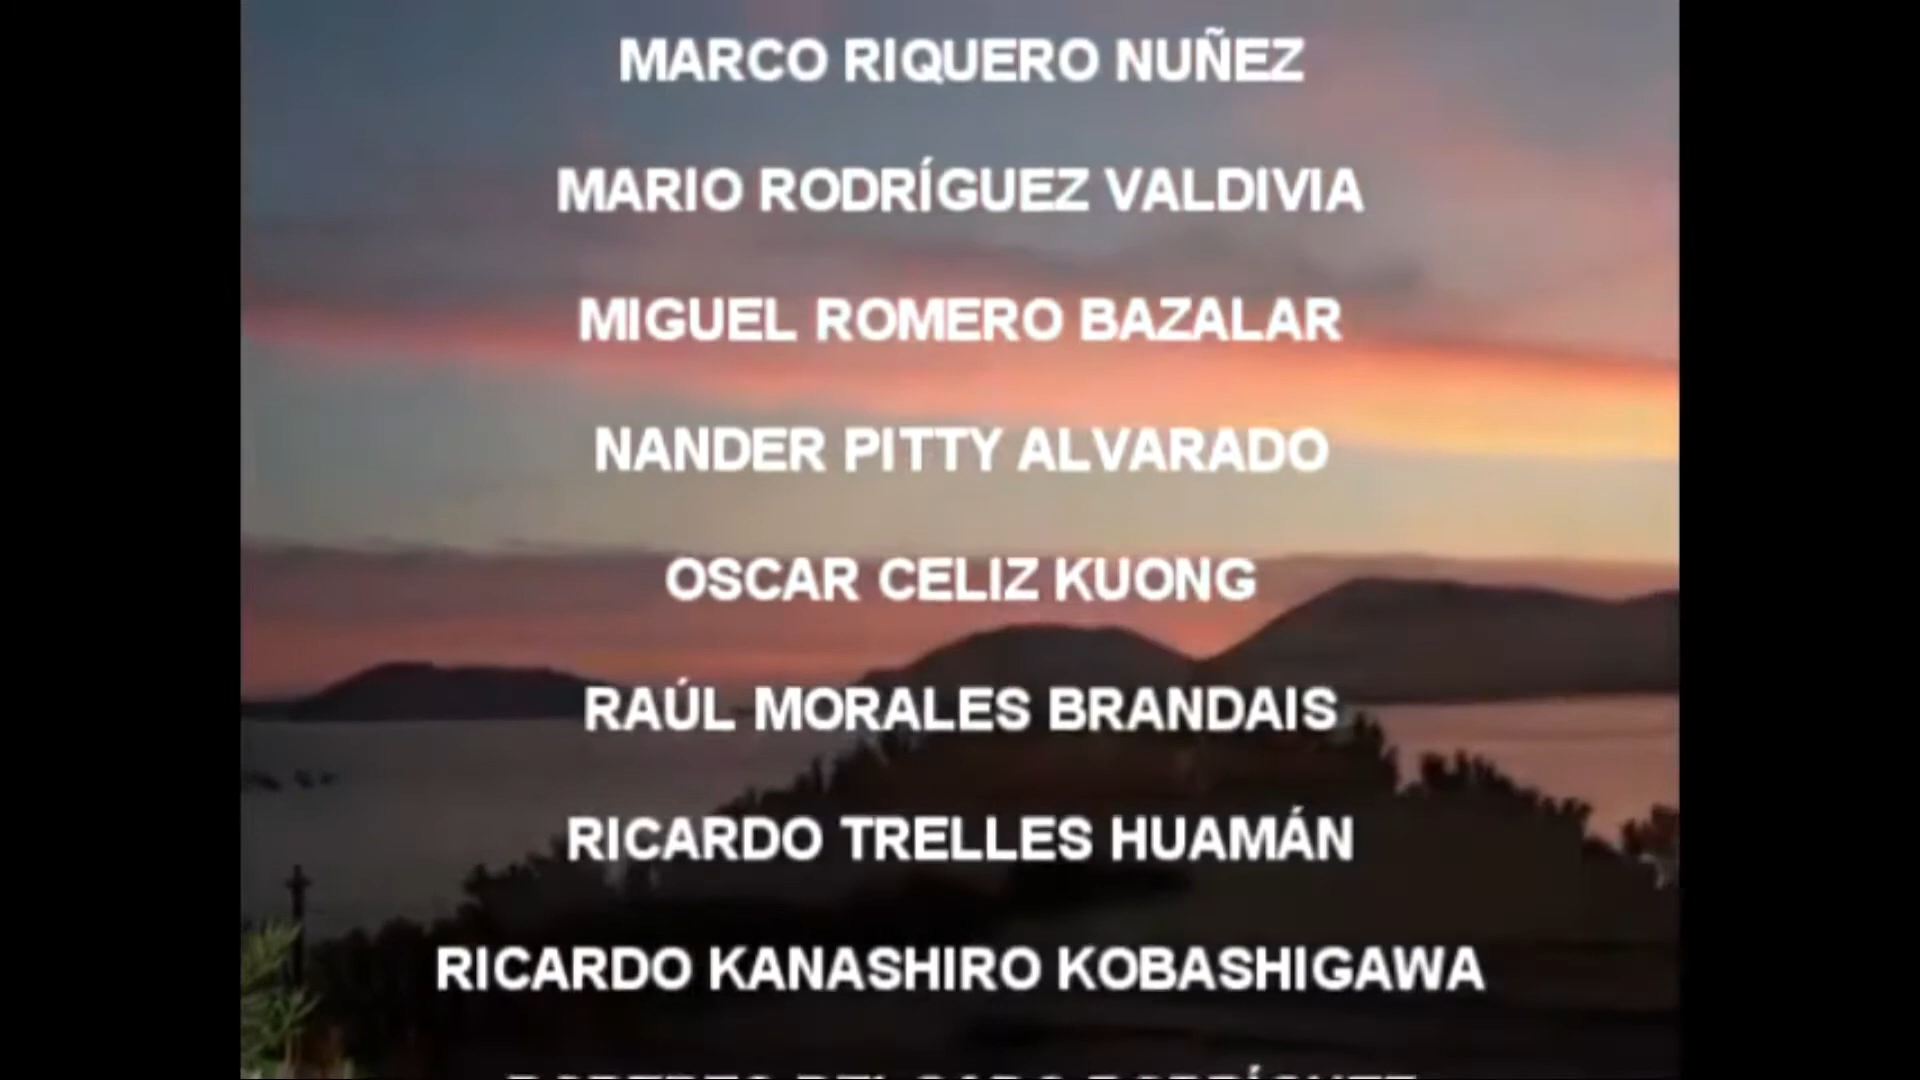 MARCO RIQUERO NUÑEZ
MARIO RODRÍGUEZ VALDIVIA
MIGUEL ROMERO BAZALAR
NANDER PITTY ALVARADO
OSCAR CELIZ KUONG
RAÚL MORALES BRANDAIS
RICARDO TRELLES HUAMÁN
RICARDO KANASHIRO KOBASHIGAWA